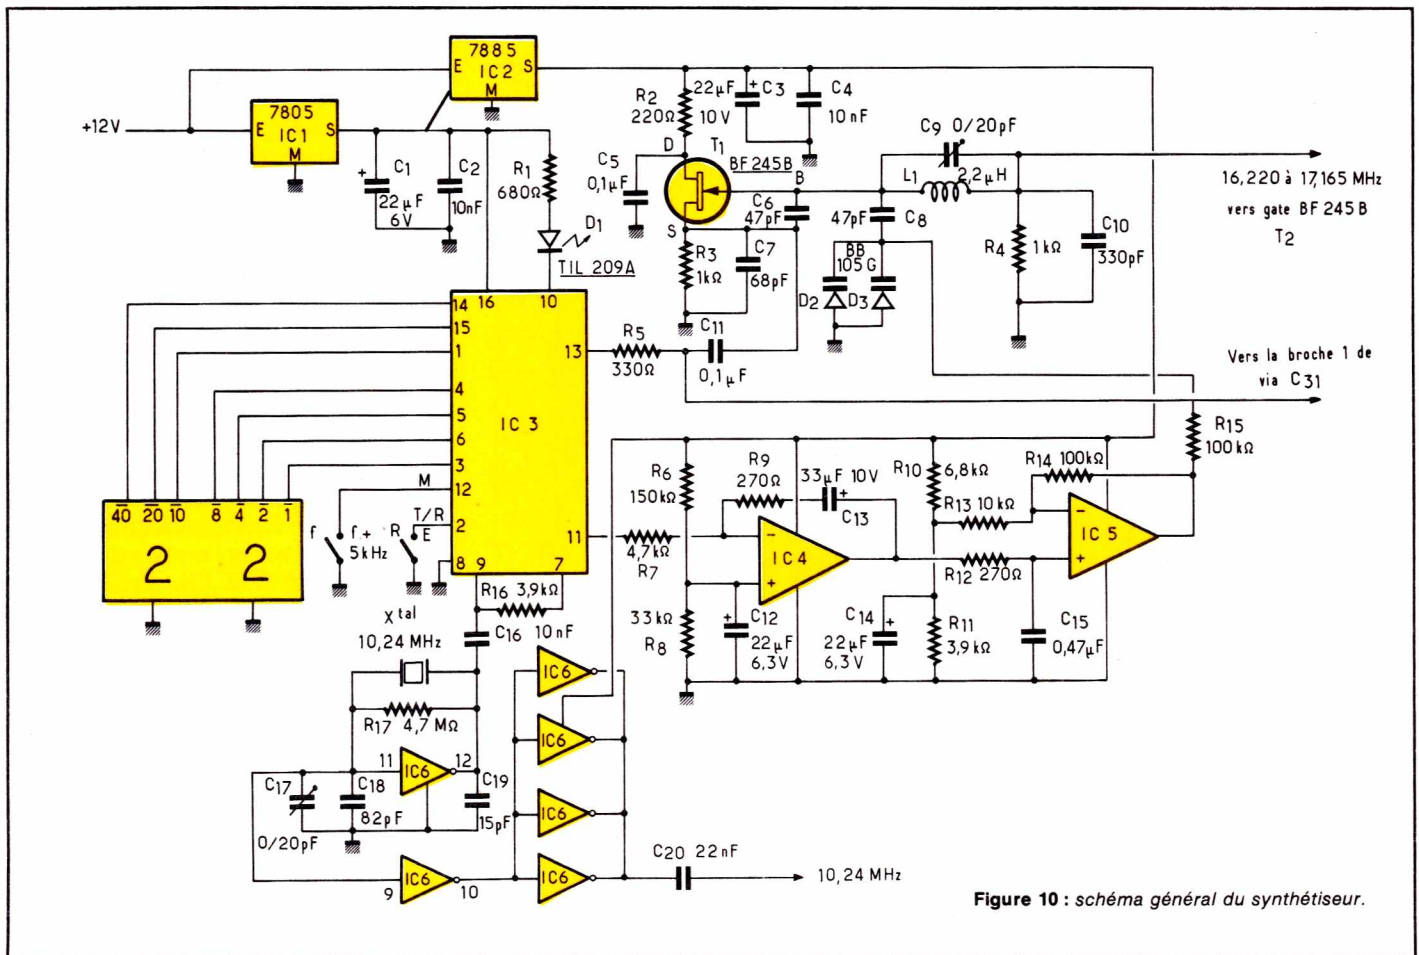 7885
E IC2 S
M
7805
+12V E IC1 S
M
C1
22µF
6V
C2
10nF
R1
680Ω
D1
TIL 209A
R2
220Ω
22µF C3
10V
C4
10nF
C5
0,1µF
D T1
BF 245B
B
S
C6
47pF
R3
1kΩ
C7
68pF
47pF C8
BB
105G
D2 D3
C9 0/20pF
L1 2,2µH
R4 1kΩ
C10
330pF
16,220 à 17,165 MHz
vers gate BF 245 B
T2
14 16 10
15
1
13
4
5 IC 3
6
3
M 12
T/R 2
E
11
8 9 7
R5
330Ω
C11
0,1µF
Vers la broche 1 de
via C31
40 20 10 8 4 2 1
2 2
f f+
5kHz
R
R6
150kΩ
R9
270Ω
33µF 10V
C13
4,7kΩ
R7
-
IC4
+
33kΩ
R8
C12
22µF
6,3V
R10 6,8kΩ
R13 10kΩ
R14 100kΩ
R15
100kΩ
-
IC 5
+
R12 270Ω
C14
22µF
6,3V
R11
3,9kΩ
C15
0,47µF
R16 3,9kΩ
C16 10nF
Xtal
10,24 MHz
R17 4,7 MΩ
11 IC6 12
C17
0/20pF
C18
82pF
C19
15pF
IC6
IC6
IC6
9 IC6 10
IC6
C20 22nF
10,24 MHz
Figure 10 : schéma général du synthétiseur.